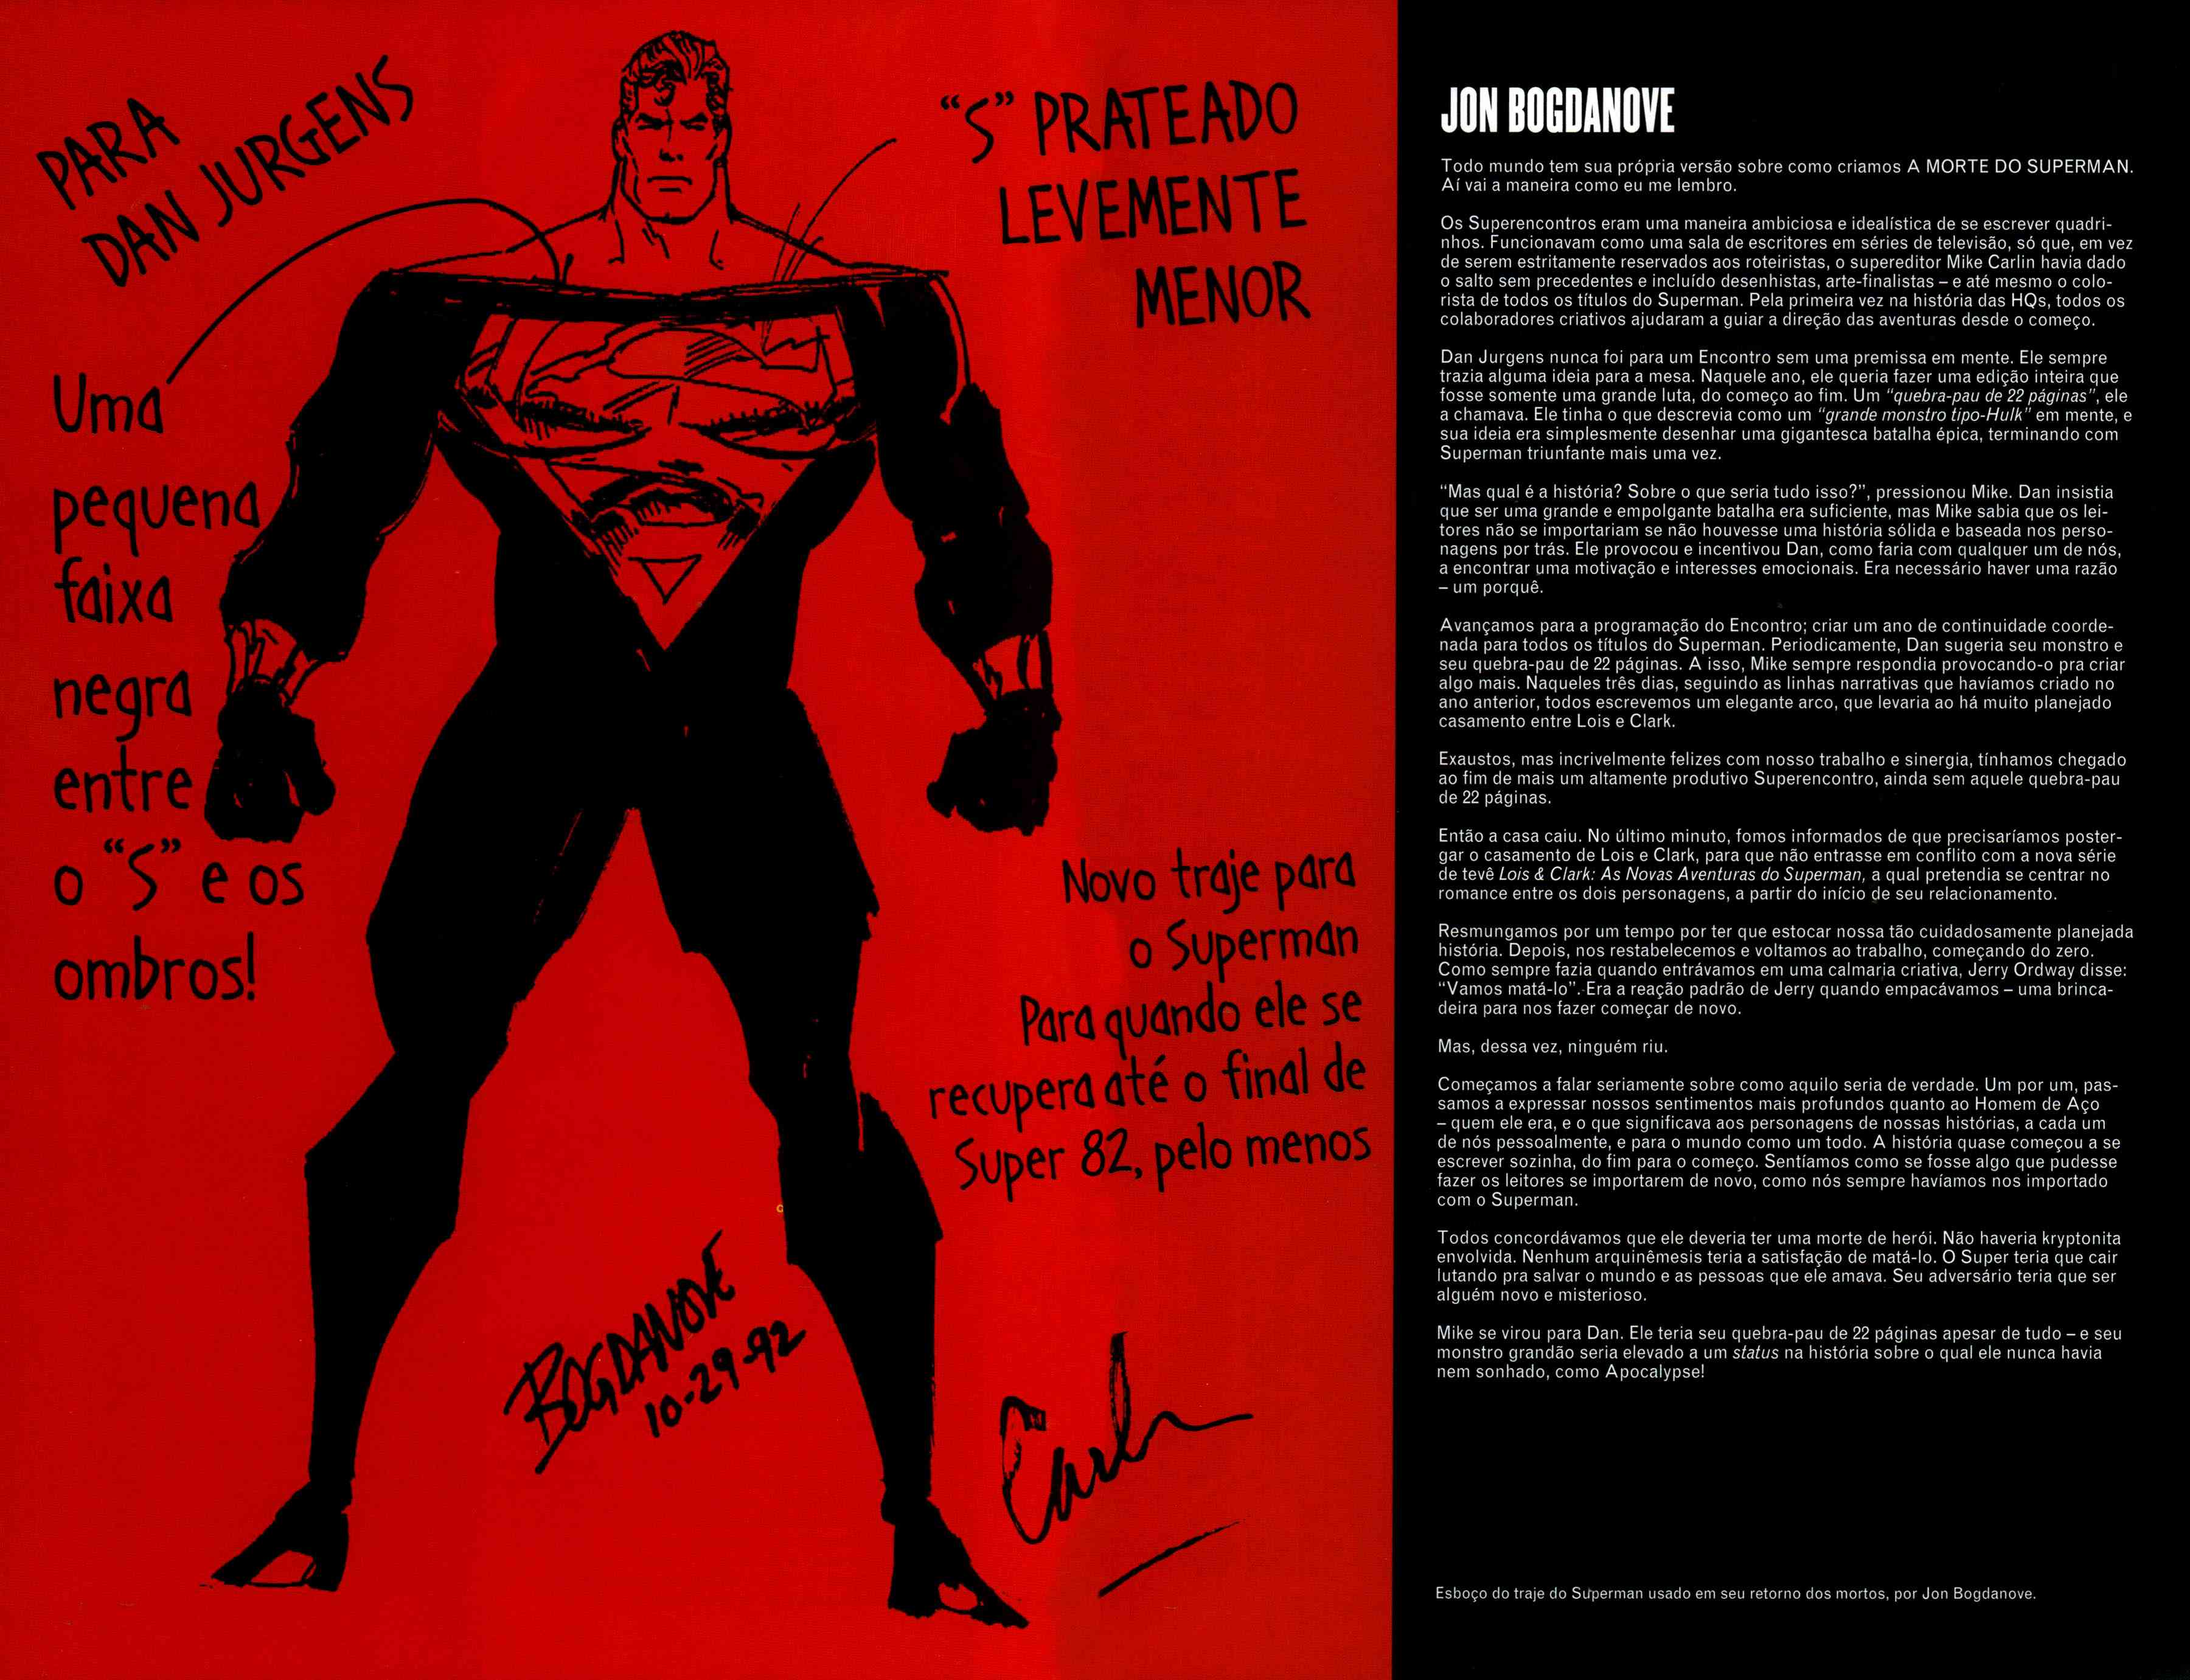 PARA
DAN JURGENS
"S" PRATEADO
LEVEMENTE
MENOR
Uma
pequena
faixa
negra
entre
o "S" e os
ombros!
Novo traje para
o Superman
Para quando ele se
recupera até o final de
Super 82, pelo menos
BOGDANOVE
10-29-92
Carlin
JON BOGDANOVE
Todo mundo tem sua própria versão sobre como criamos A MORTE DO SUPERMAN.
Aí vai a maneira como eu me lembro.
Os Superencontros eram uma maneira ambiciosa e idealística de se escrever quadri-
nhos. Funcionavam como uma sala de escritores em séries de televisão, só que, em vez
de serem estritamente reservados aos roteiristas, o supereditor Mike Carlin havia dado
o salto sem precedentes e incluído desenhistas, arte-finalistas – e até mesmo o colo-
rista de todos os títulos do Superman. Pela primeira vez na história das HQs, todos os
colaboradores criativos ajudaram a guiar a direção das aventuras desde o começo.
Dan Jurgens nunca foi para um Encontro sem uma premissa em mente. Ele sempre
trazia alguma ideia para a mesa. Naquele ano, ele queria fazer uma edição inteira que
fosse somente uma grande luta, do começo ao fim. Um "quebra-pau de 22 páginas", ele
a chamava. Ele tinha o que descrevia como um "grande monstro tipo-Hulk" em mente, e
sua ideia era simplesmente desenhar uma gigantesca batalha épica, terminando com
Superman triunfante mais uma vez.
"Mas qual é a história? Sobre o que seria tudo isso?", pressionou Mike. Dan insistia
que ser uma grande e empolgante batalha era suficiente, mas Mike sabia que os lei-
tores não se importariam se não houvesse uma história sólida e baseada nos perso-
nagens por trás. Ele provocou e incentivou Dan, como faria com qualquer um de nós,
a encontrar uma motivação e interesses emocionais. Era necessário haver uma razão
– um porquê.
Avançamos para a programação do Encontro; criar um ano de continuidade coorde-
nada para todos os títulos do Superman. Periodicamente, Dan sugeria seu monstro e
seu quebra-pau de 22 páginas. A isso, Mike sempre respondia provocando-o pra criar
algo mais. Naqueles três dias, seguindo as linhas narrativas que havíamos criado no
ano anterior, todos escrevemos um elegante arco, que levaria ao há muito planejado
casamento entre Lois e Clark.
Exaustos, mas incrivelmente felizes com nosso trabalho e sinergia, tínhamos chegado
ao fim de mais um altamente produtivo Superencontro, ainda sem aquele quebra-pau
de 22 páginas.
Então a casa caiu. No último minuto, fomos informados de que precisaríamos poster-
gar o casamento de Lois e Clark, para que não entrasse em conflito com a nova série
de tevê Lois & Clark: As Novas Aventuras do Superman, a qual pretendia se centrar no
romance entre os dois personagens, a partir do início de seu relacionamento.
Resmungamos por um tempo por ter que estocar nossa tão cuidadosamente planejada
história. Depois, nos restabelecemos e voltamos ao trabalho, começando do zero.
Como sempre fazia quando entrávamos em uma calmaria criativa, Jerry Ordway disse:
"Vamos matá-lo". Era a reação padrão de Jerry quando empacávamos – uma brinca-
deira para nos fazer começar de novo.
Mas, dessa vez, ninguém riu.
Começamos a falar seriamente sobre como aquilo seria de verdade. Um por um, pas-
samos a expressar nossos sentimentos mais profundos quanto ao Homem de Aço
– quem ele era, e o que significava aos personagens de nossas histórias, a cada um
de nós pessoalmente, e para o mundo como um todo. A história quase começou a se
escrever sozinha, do fim para o começo. Sentíamos como se fosse algo que pudesse
fazer os leitores se importarem de novo, como nós sempre havíamos nos importado
com o Superman.
Todos concordávamos que ele deveria ter uma morte de herói. Não haveria kryptonita
envolvida. Nenhum arquinêmesis teria a satisfação de matá-lo. O Super teria que cair
lutando pra salvar o mundo e as pessoas que ele amava. Seu adversário teria que ser
alguém novo e misterioso.
Mike se virou para Dan. Ele teria seu quebra-pau de 22 páginas apesar de tudo – e seu
monstro grandão seria elevado a um status na história sobre o qual ele nunca havia
nem sonhado, como Apocalypse!
Esboço do traje do Superman usado em seu retorno dos mortos, por Jon Bogdanove.